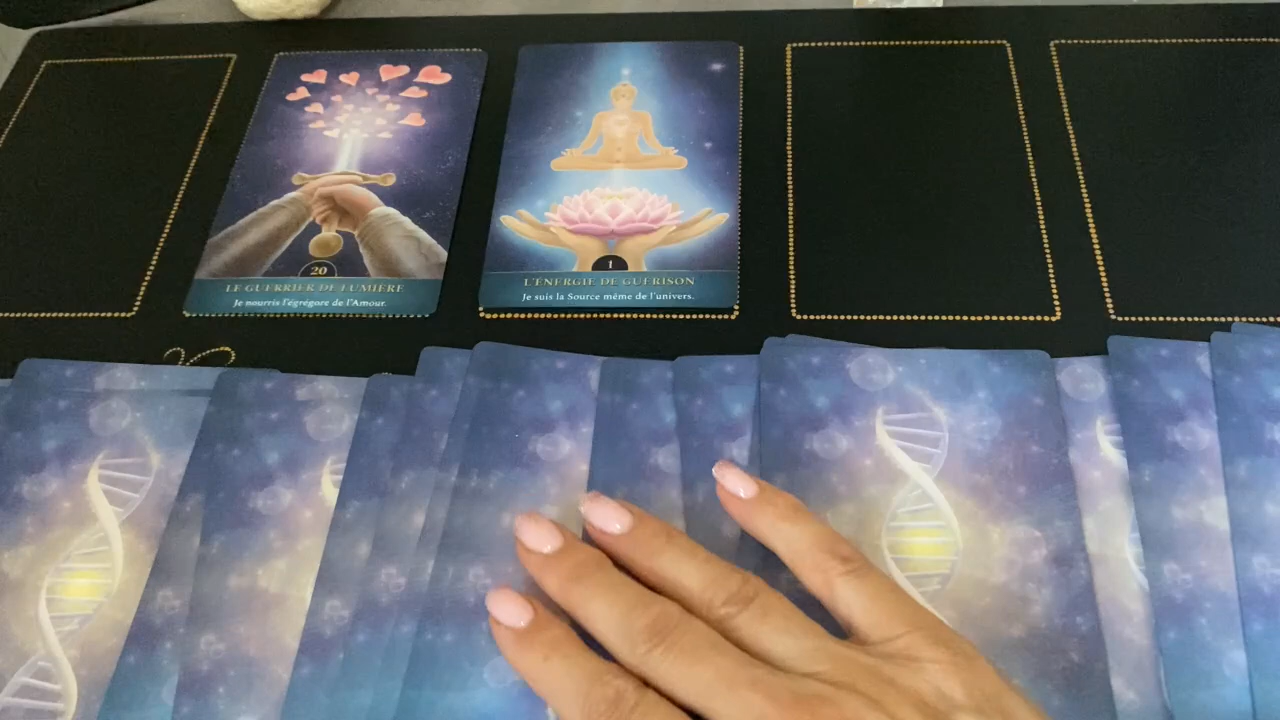 20
LE GUERRIER DE LUMIÈRE
Je nourris l'égrégore de l'Amour.
1
L'ÉNERGIE DE GUÉRISON
Je suis la Source même de l'univers.